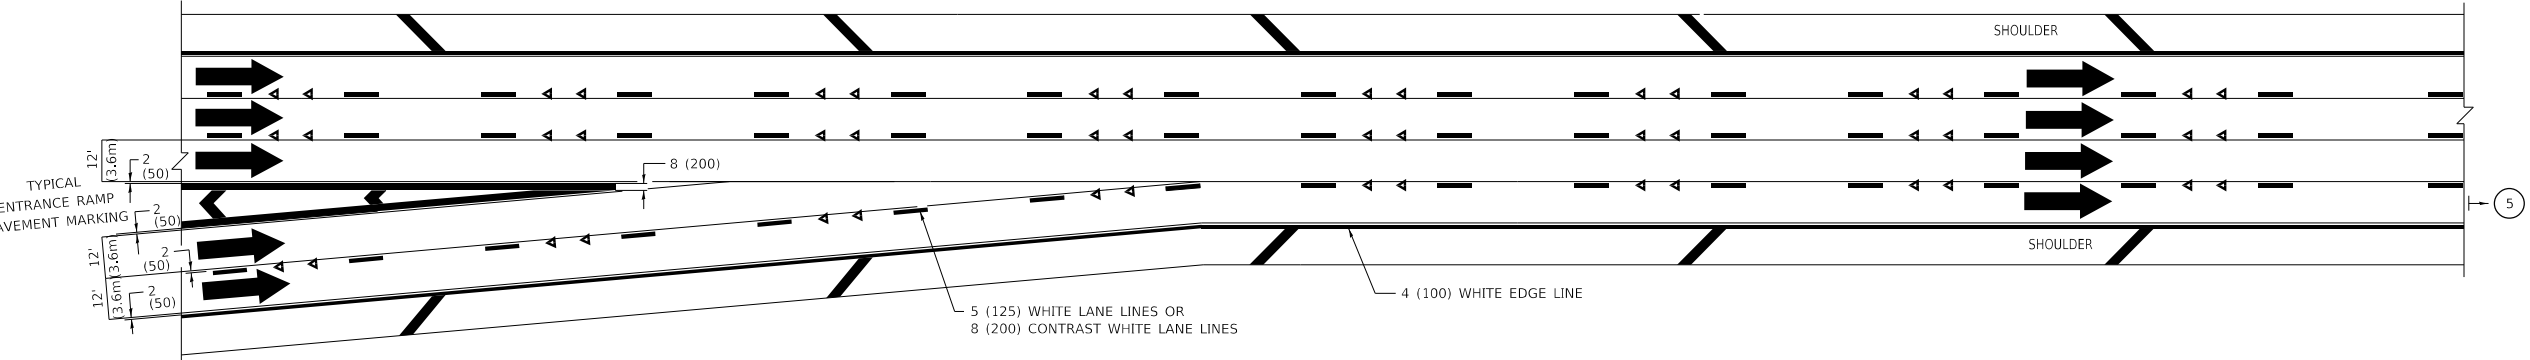 SHOULDER
12'
(3.6m)
2
(50)
8 (200)
TYPICAL
ENTRANCE RAMP
AVEMENT MARKING
2
(50)
5
12'
(3.6m)
2
(50)
SHOULDER
12'
(3.6m)
2
(50)
4 (100) WHITE EDGE LINE
5 (125) WHITE LANE LINES OR
8 (200) CONTRAST WHITE LANE LINES